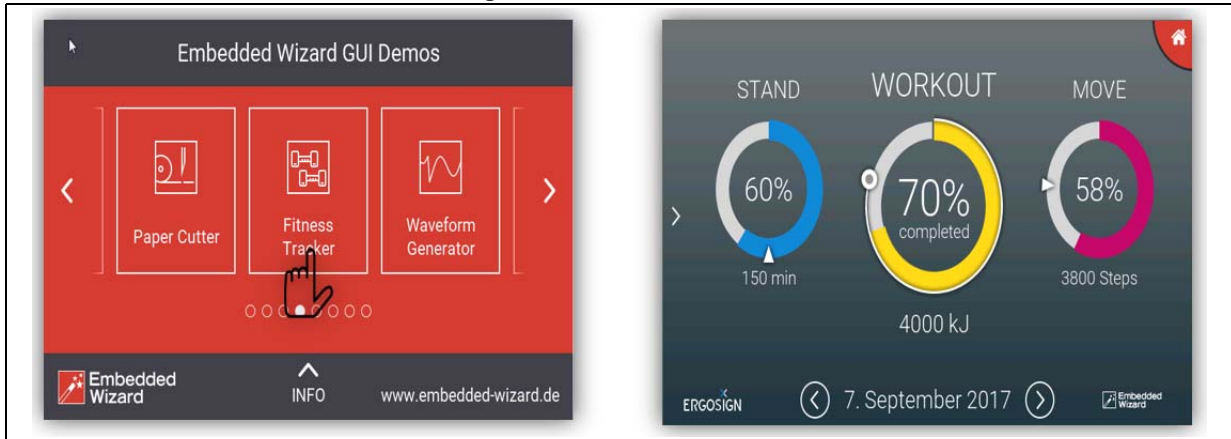 Embedded Wizard GUI Demos
Paper Cutter
Fitness
Tracker
Waveform
Generator
Embedded
Wizard
INFO
www.embedded-wizard.de
STAND
WORKOUT
MOVE
60%
70%
completed
58%
150 min
3800 Steps
4000 kJ
ERGOSIGN
7. September 2017
Embedded
Wizard